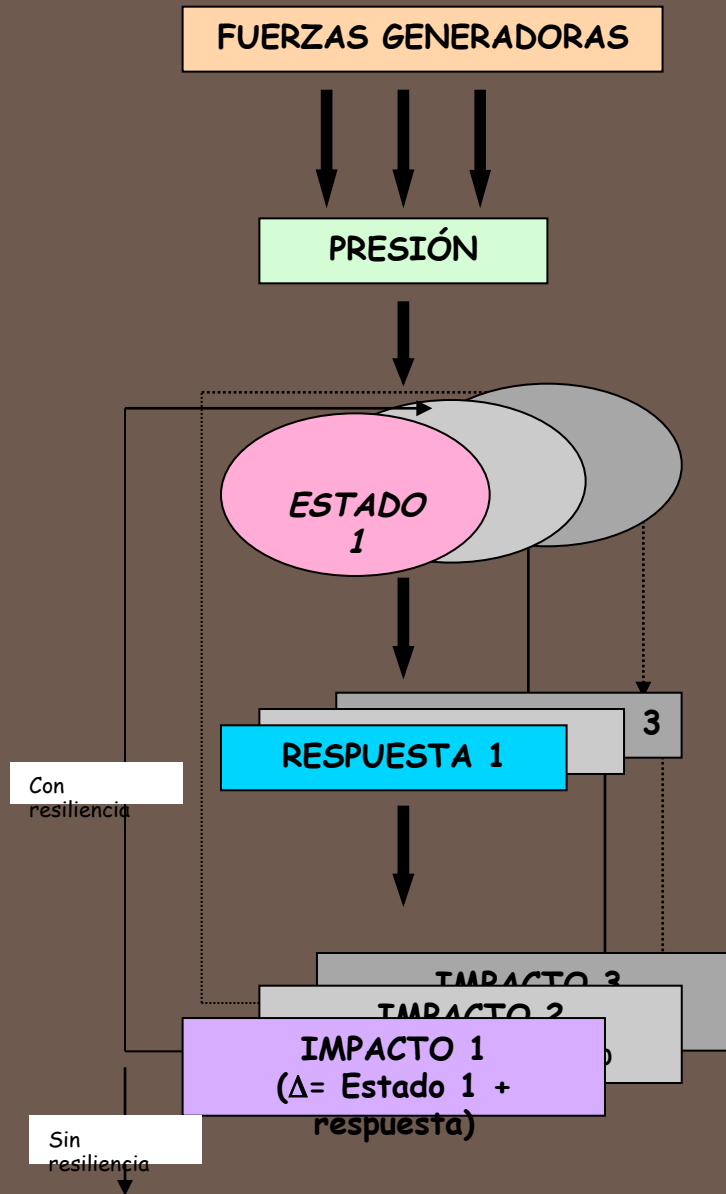 FUERZAS GENERADORAS
PRESIÓN
ESTADO
1
3
RESPUESTA 1
Con
resiliencia
IMPACTO 3
IMPACTO 2
IMPACTO 1
(Δ= Estado 1 +
respuesta)
Sin
resiliencia